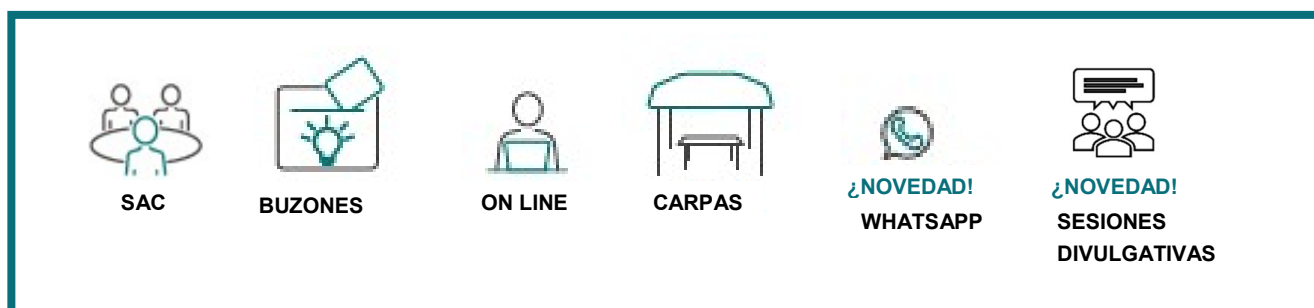 SAC
BUZONES
ON LINE
CARPAS
¿NOVEDAD!
WHATSAPP
¿NOVEDAD!
SESIONES
DIVULGATIVAS